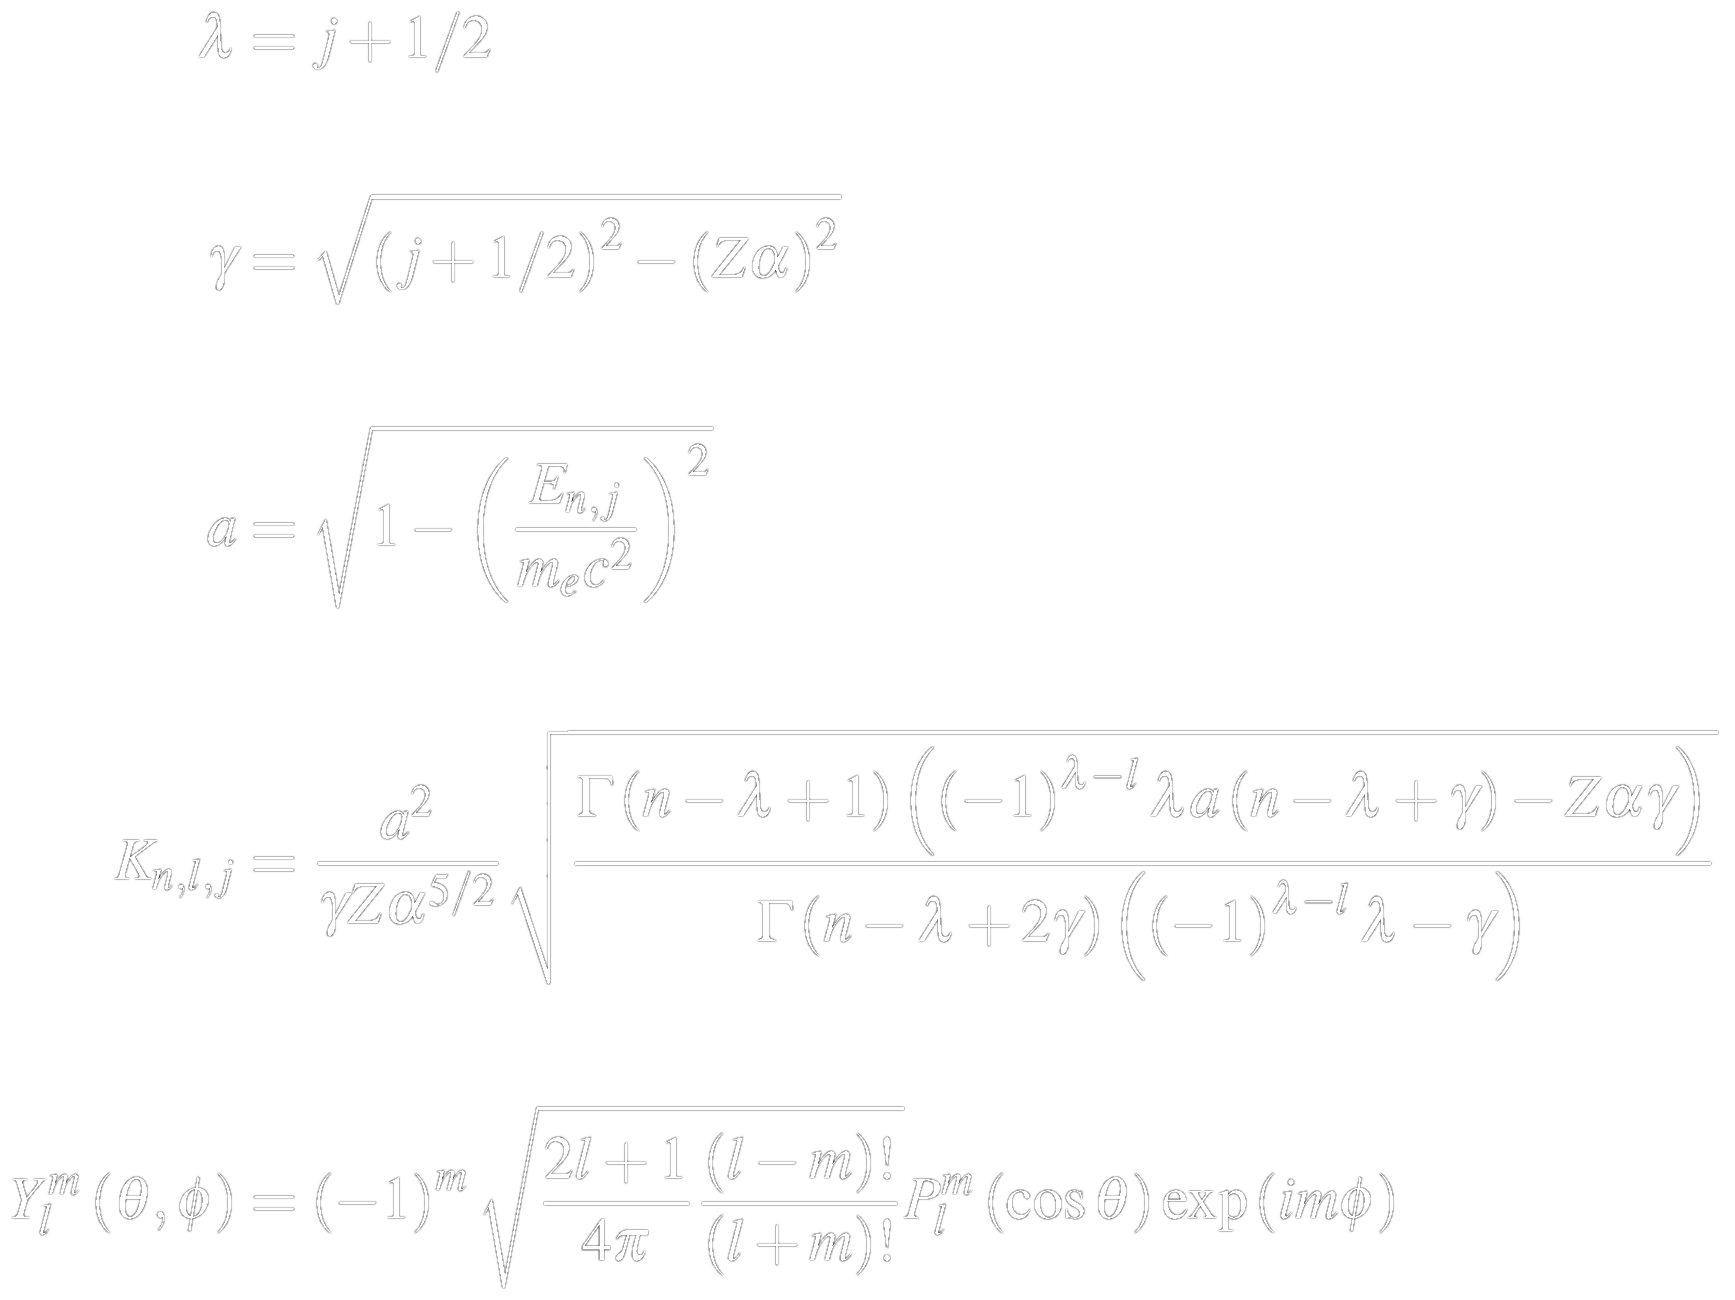 λ = j + 1/2
γ = √((j + 1/2)² − (Zα)²)
a = √(1 − (E_{n,j} / m_e c²)²)
K_{n,l,j} = a² / (γZα^{5/2}) √(Γ(n − λ + 1)((−1)^{λ−l} λa(n − λ + γ) − Zαγ) / (Γ(n − λ + 2γ)((−1)^{λ−l} λ − γ)))
Y_l^m(θ, ϕ) = (−1)^m √((2l + 1)/(4π) (l − m)!/(l + m)!) P_l^m(cos θ) exp(imϕ)